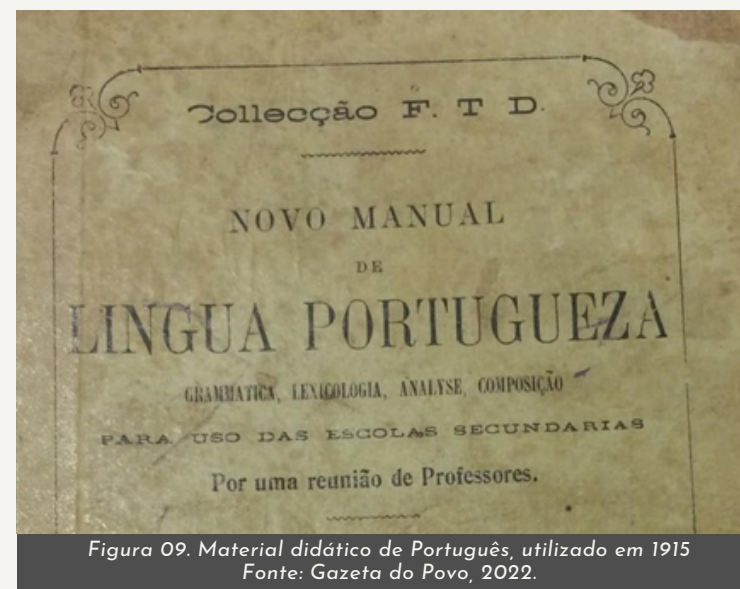 Collecção F. T D.
NOVO MANUAL
DE
LINGUA PORTUGUEZA
GRAMMATICA, LEXICOLOGIA, ANALYSE, COMPOSIÇÃO
PARA USO DAS ESCOLAS SECUNDARIAS
Por uma reunião de Professores.
Figura 09. Material didático de Português, utilizado em 1915
Fonte: Gazeta do Povo, 2022.